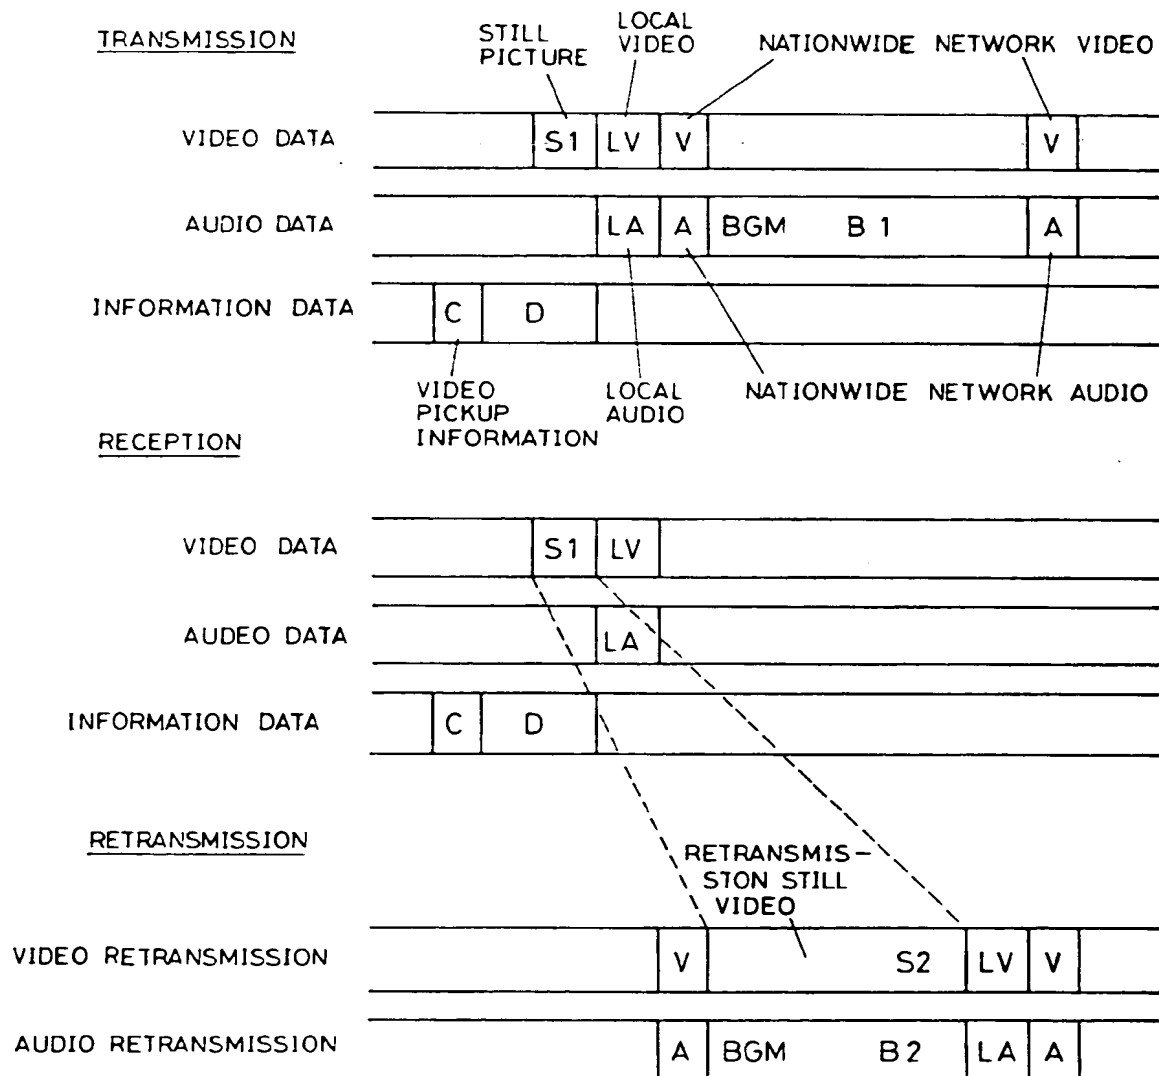 TRANSMISSION
STILL PICTURE
LOCAL VIDEO
NATIONWIDE NETWORK VIDEO
VIDEO DATA
S1 LV V V
AUDIO DATA
LA A BGM B1 A
INFORMATION DATA
C D
VIDEO PICKUP INFORMATION
LOCAL AUDIO
NATIONWIDE NETWORK AUDIO
RECEPTION
VIDEO DATA
S1 LV
AUDEO DATA
LA
INFORMATION DATA
C D
RETRANSMISSION
RETRANSMIS-
STON STILL
VIDEO
VIDEO RETRANSMISSION
V S2 LV V
AUDIO RETRANSMISSION
A BGM B2 LA A